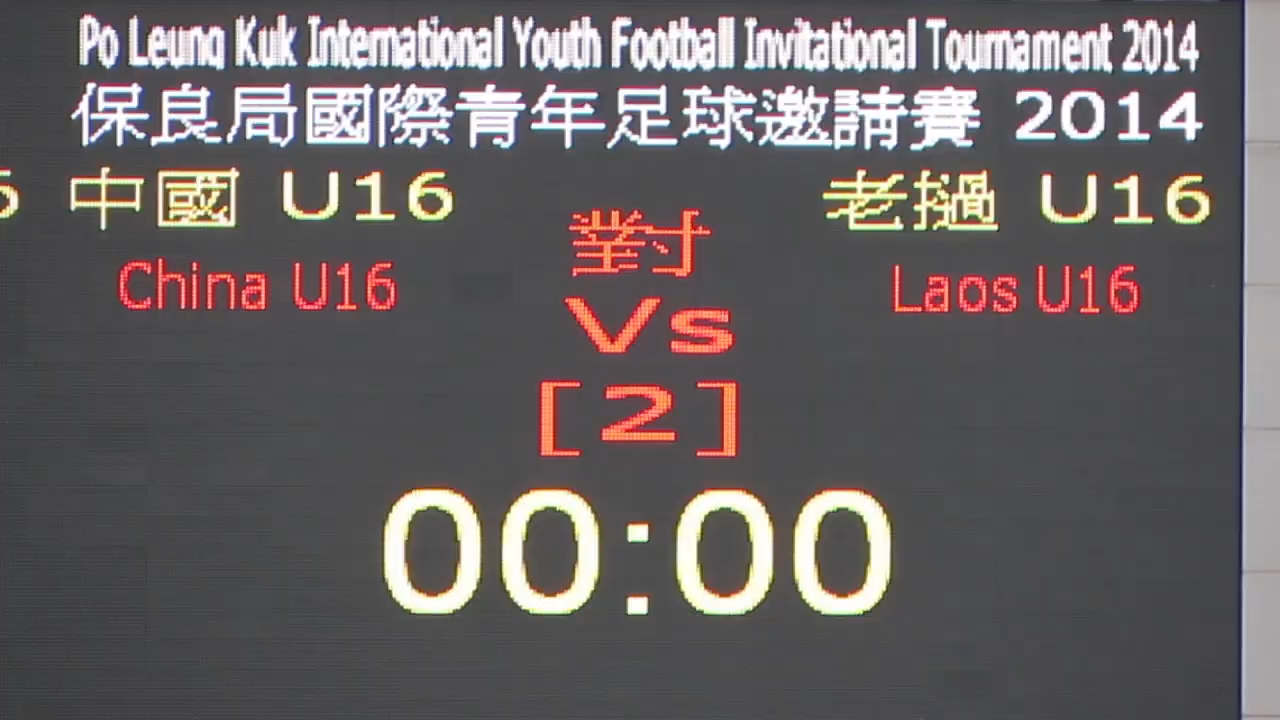 Po Leung Kuk International Youth Football Invitational Tournament 2014
保良局國際青年足球邀請賽 2014
中國 U16 老撾 U16
對
China U16 Laos U16
Vs
[2]
00:00